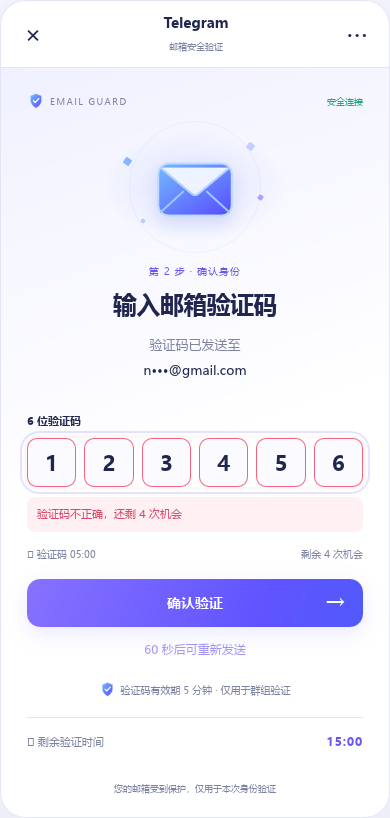 Telegram
邮箱安全验证
EMAIL GUARD
安全连接
第 2 步 · 确认身份
输入邮箱验证码
验证码已发送至
n•••@gmail.com
6 位验证码
1 2 3 4 5 6
验证码不正确，还剩 4 次机会
验证码 05:00
剩余 4 次机会
确认验证 →
60 秒后可重新发送
验证码有效期 5 分钟 · 仅用于群组验证
剩余验证时间
15:00
您的邮箱受到保护，仅用于本次身份验证